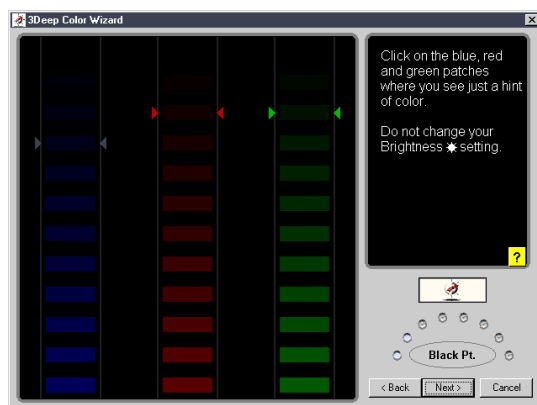 3Deep Color Wizard
Click on the blue, red
and green patches
where you see just a hint
of color.
Do not change your
Brightness setting.
?
Black Pt.
< Back
Next >
Cancel